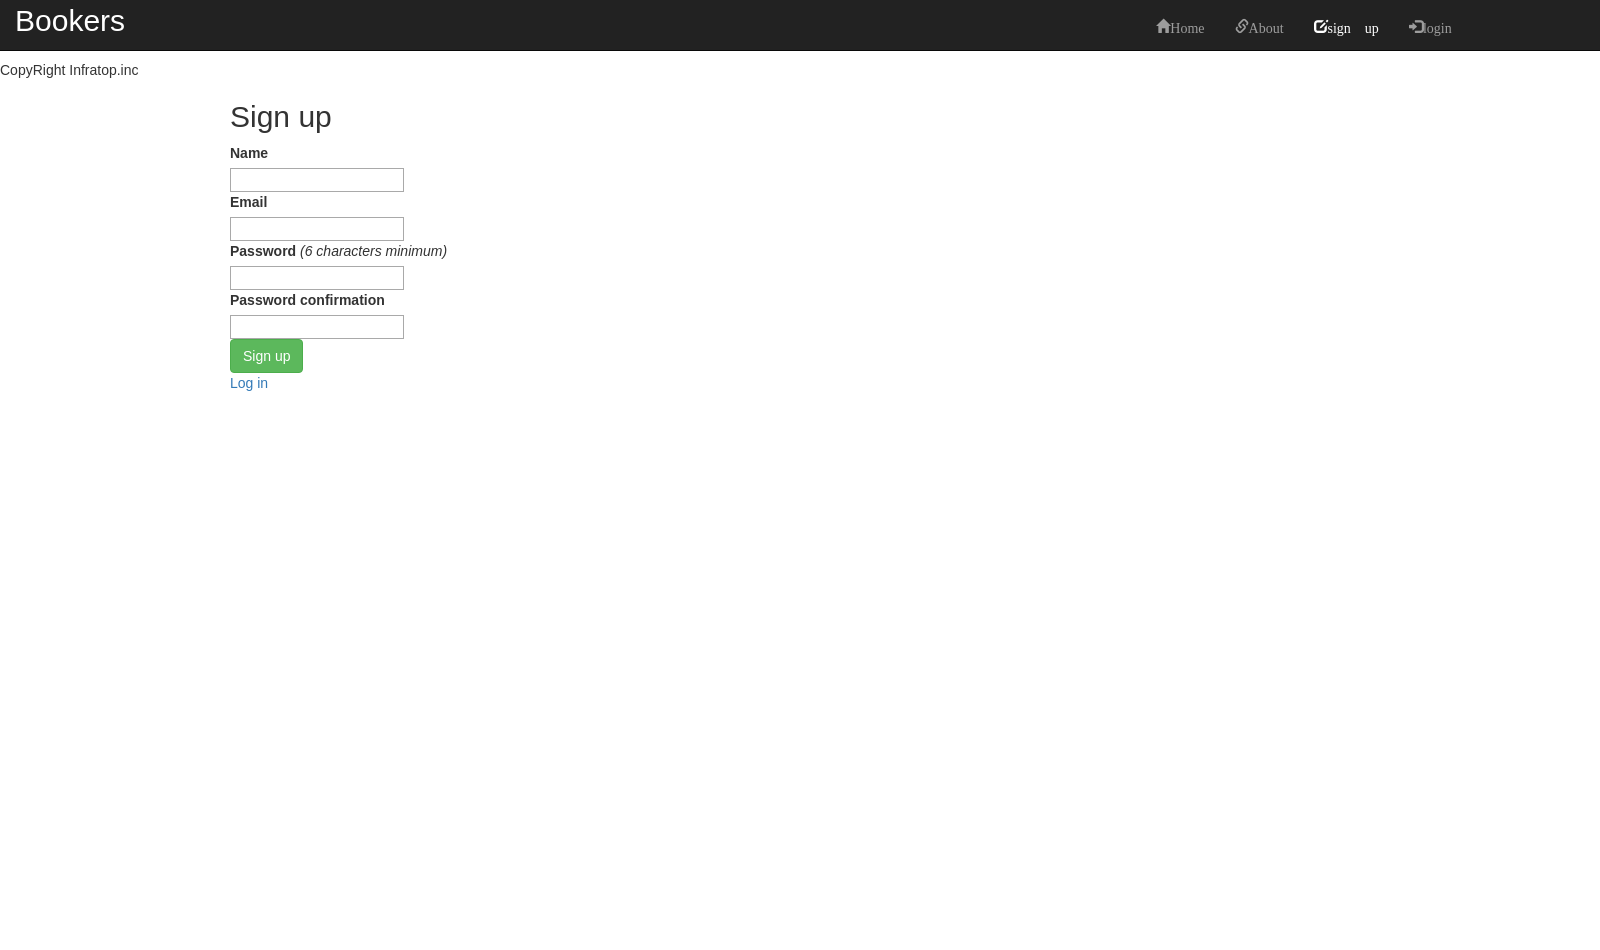 Bookers
Home About sign up login
CopyRight Infratop.inc
Sign up
Name
Email
Password (6 characters minimum)
Password confirmation
Sign up
Log in